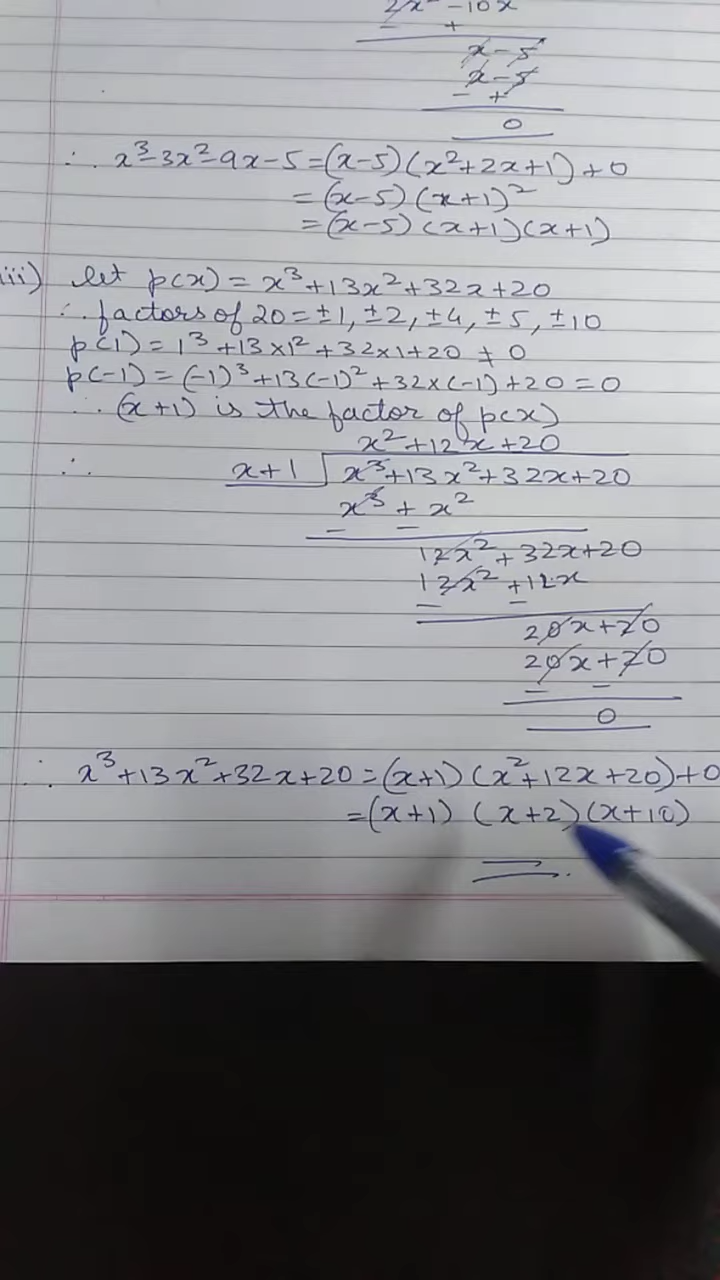 2x² - 10x
- +
x - 5
x - 5
- +
0
∴ x³-3x²-9x-5 = (x-5)(x²+2x+1)+0
= (x-5)(x+1)²
= (x-5)(x+1)(x+1)
iii) let p(x) = x³+13x²+32x+20
∴ factors of 20 = ±1, ±2, ±4, ±5, ±10
p(1) = 1³+13×1²+32×1+20 ≠ 0
p(-1) = (-1)³+13(-1)²+32×(-1)+20 = 0
∴ (x+1) is the factor of p(x)
x²+12x+20
∴ x+1 ) x³+13x²+32x+20
x³ + x²
- -
12x²+32x+20
12x²+12x
- -
20x+20
20x+20
- -
0
∴ x³+13x²+32x+20 = (x+1)(x²+12x+20)+0
= (x+1) (x+2)(x+10)